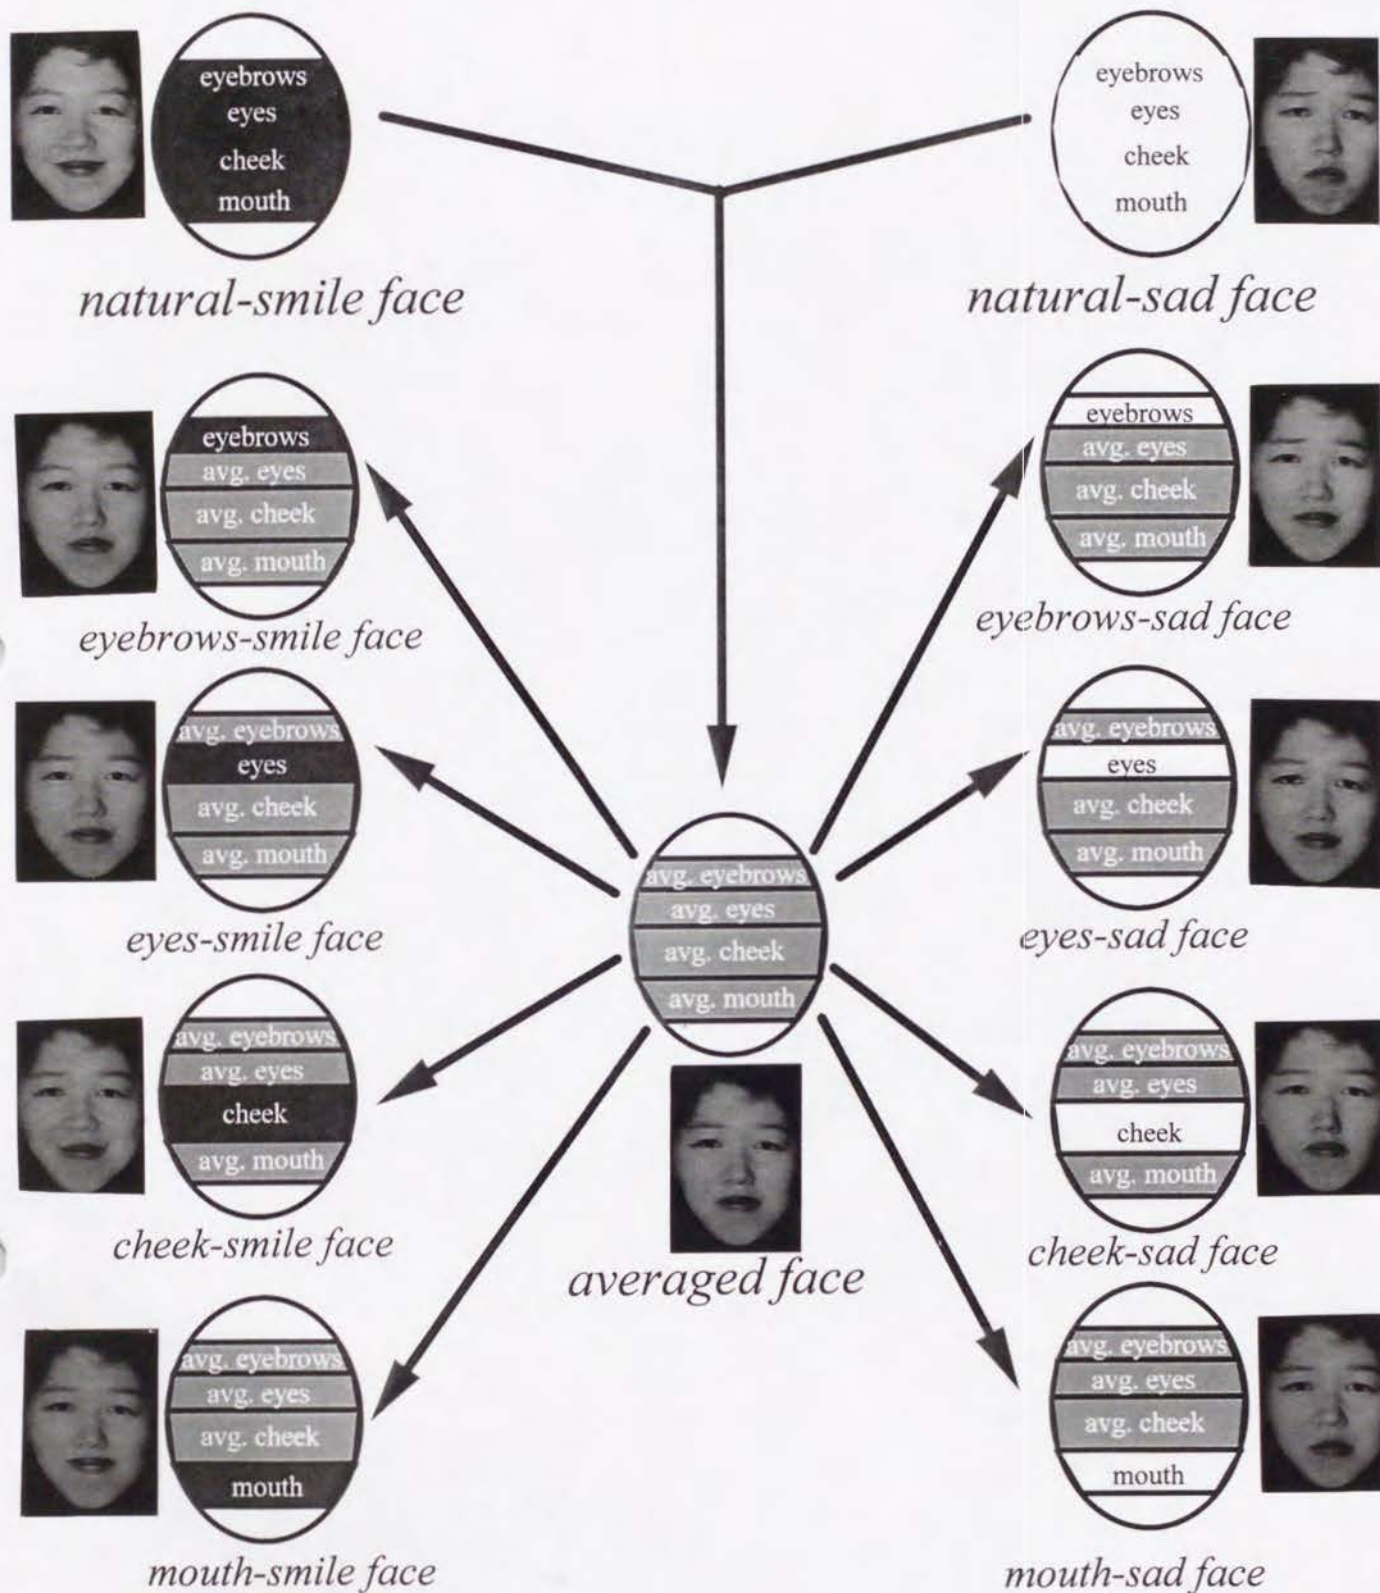 eyebrows
eyes
cheek
mouth
natural-smile face
eyebrows
eyes
cheek
mouth
natural-sad face
eyebrows
avg. eyes
avg. cheek
avg. mouth
eyebrows-smile face
eyebrows
avg. eyes
avg. cheek
avg. mouth
eyebrows-sad face
avg. eyebrows
eyes
avg. cheek
avg. mouth
eyes-smile face
avg. eyebrows
eyes
avg. cheek
avg. mouth
eyes-sad face
avg. eyebrows
avg. eyes
avg. cheek
avg. mouth
averaged face
avg. eyebrows
avg. eyes
cheek
avg. mouth
cheek-smile face
avg. eyebrows
avg. eyes
cheek
avg. mouth
cheek-sad face
avg. eyebrows
avg. eyes
avg. cheek
mouth
mouth-smile face
avg. eyebrows
avg. eyes
avg. cheek
mouth
mouth-sad face